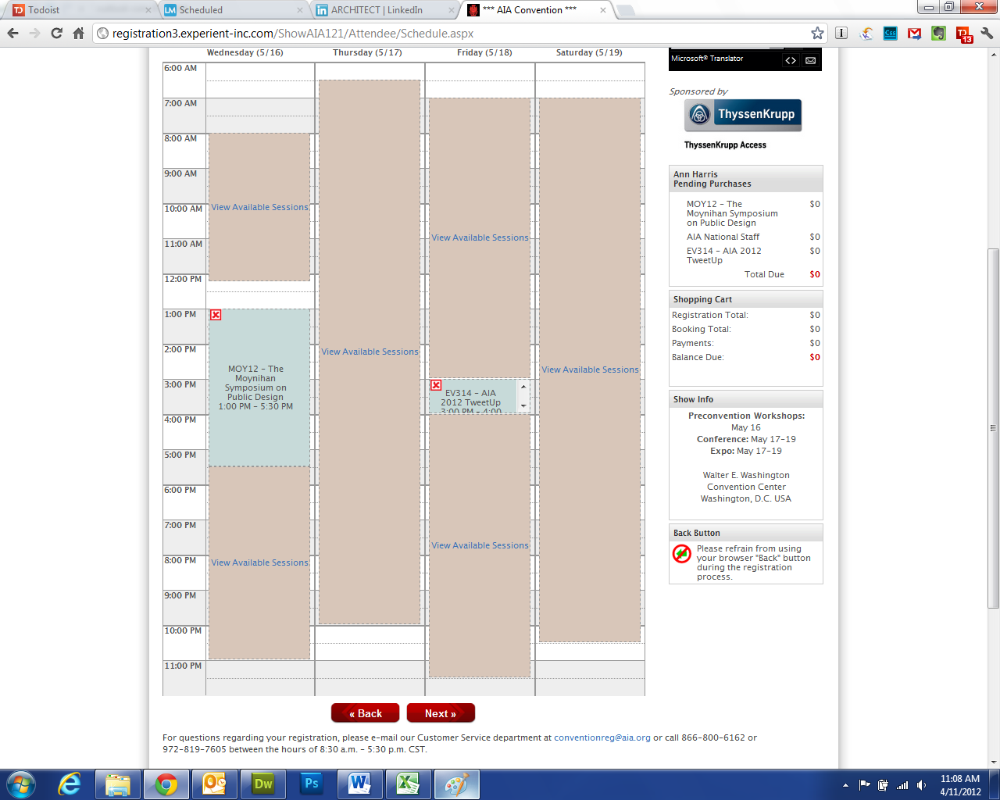 Todoist
Scheduled
ARCHITECT | LinkedIn
*** AIA Convention ***
registration3.experient-inc.com/ShowAIA121/Attendee/Schedule.aspx
Css
13
Wednesday (5/16)
Thursday (5/17)
Friday (5/18)
Saturday (5/19)
6:00 AM
7:00 AM
8:00 AM
9:00 AM
10:00 AM
11:00 AM
12:00 PM
1:00 PM
2:00 PM
3:00 PM
4:00 PM
5:00 PM
6:00 PM
7:00 PM
8:00 PM
9:00 PM
10:00 PM
11:00 PM
View Available Sessions
MOY12 - The
Moynihan
Symposium on
Public Design
1:00 PM - 5:30 PM
View Available Sessions
View Available Sessions
View Available Sessions
EV314 - AIA
2012 TweetUp
3:00 PM - 4:00
View Available Sessions
View Available Sessions
« Back
Next »
For questions regarding your registration, please e-mail our Customer Service department at conventionreg@aia.org or call 866-800-6162 or
972-819-7605 between the hours of 8:30 a.m. - 5:30 p.m. CST.
Microsoft® Translator
Sponsored by
ThyssenKrupp
ThyssenKrupp Access
Ann Harris
Pending Purchases
MOY12 - The $0
Moynihan Symposium
on Public Design
AIA National Staff $0
EV314 - AIA 2012 $0
TweetUp
Total Due $0
Shopping Cart
Registration Total: $0
Booking Total: $0
Payments: $0
Balance Due: $0
Show Info
Preconvention Workshops:
May 16
Conference: May 17-19
Expo: May 17-19
Walter E. Washington
Convention Center
Washington, D.C. USA
Back Button
Please refrain from using
your browser "Back" button
during the registration
process.
Dw
Ps
11:08 AM
4/11/2012